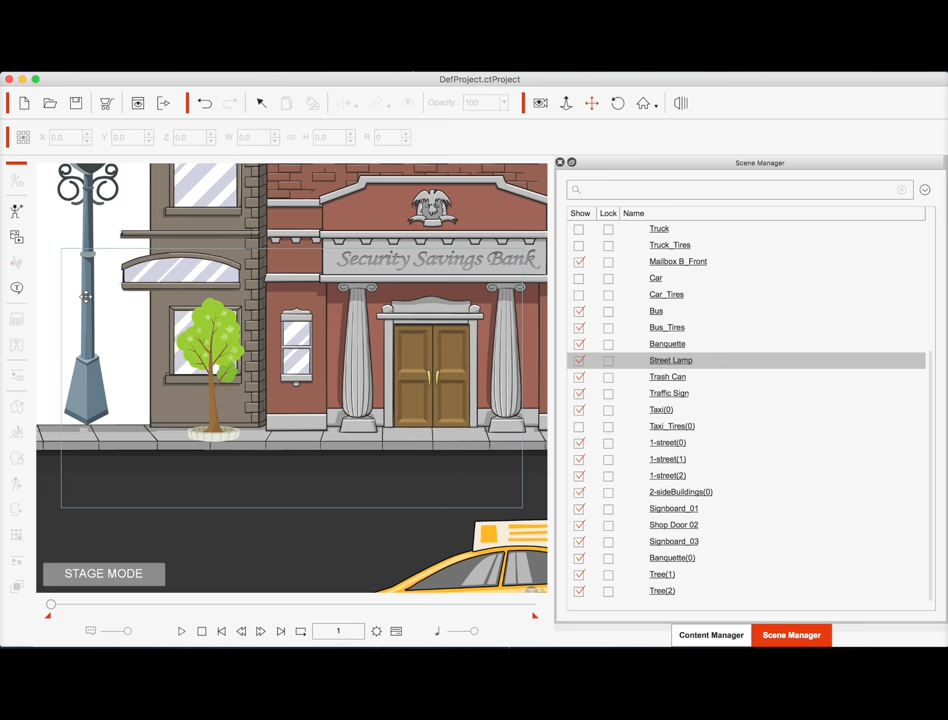 DefProject.ctProject
Opacity : 100
X 0.0 Y 0.0 Z 0.0 W 0.0 H 0.0 R 0
Scene Manager
Show Lock Name
Truck
Truck_Tires
Mailbox B_Front
Car
Car_Tires
Bus
Bus_Tires
Banquette
Street Lamp
Trash Can
Traffic Sign
Taxi(0)
Taxi_Tires(0)
1-street(0)
1-street(1)
1-street(2)
2-sideBuildings(0)
Signboard_01
Shop Door 02
Signboard_03
Banquette(0)
Tree(1)
Tree(2)
Security Savings Bank
STAGE MODE
1
Content Manager Scene Manager